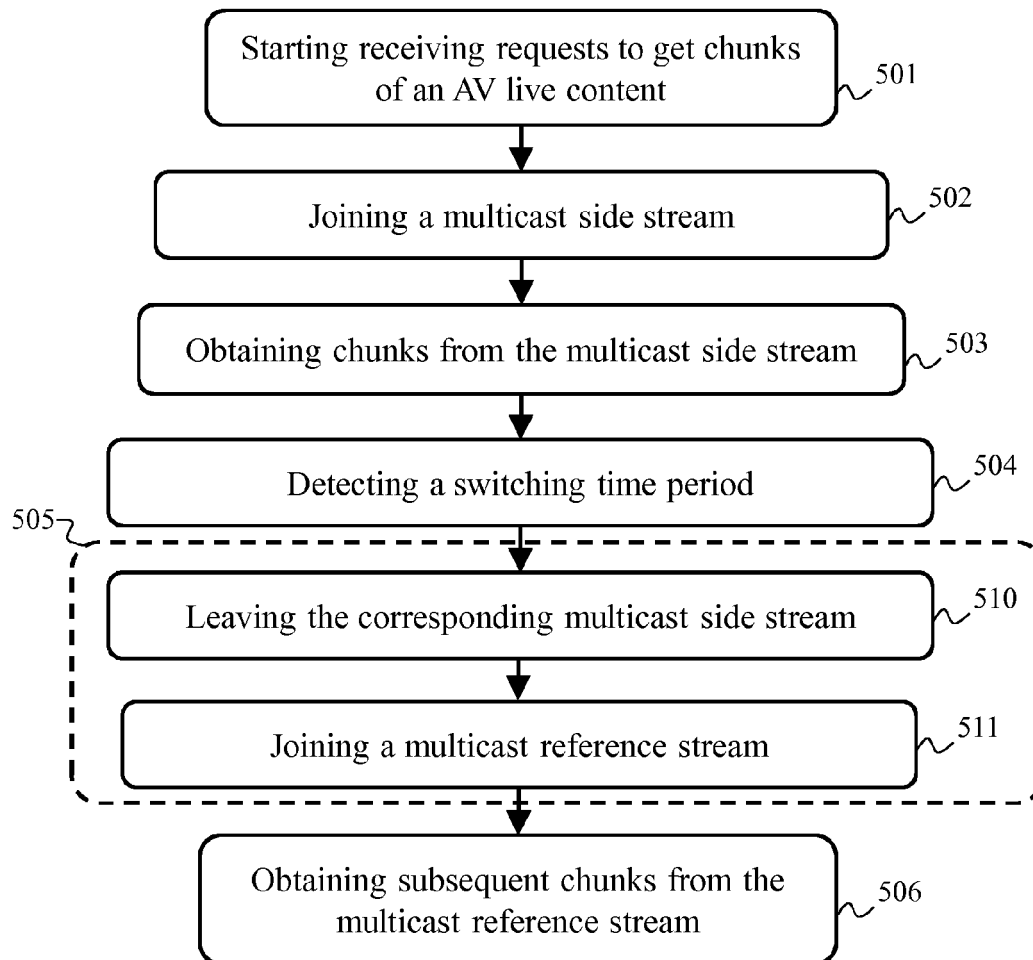 Starting receiving requests to get chunks
of an AV live content
501
Joining a multicast side stream
502
Obtaining chunks from the multicast side stream
503
Detecting a switching time period
504
505
Leaving the corresponding multicast side stream
510
Joining a multicast reference stream
511
Obtaining subsequent chunks from the
multicast reference stream
506